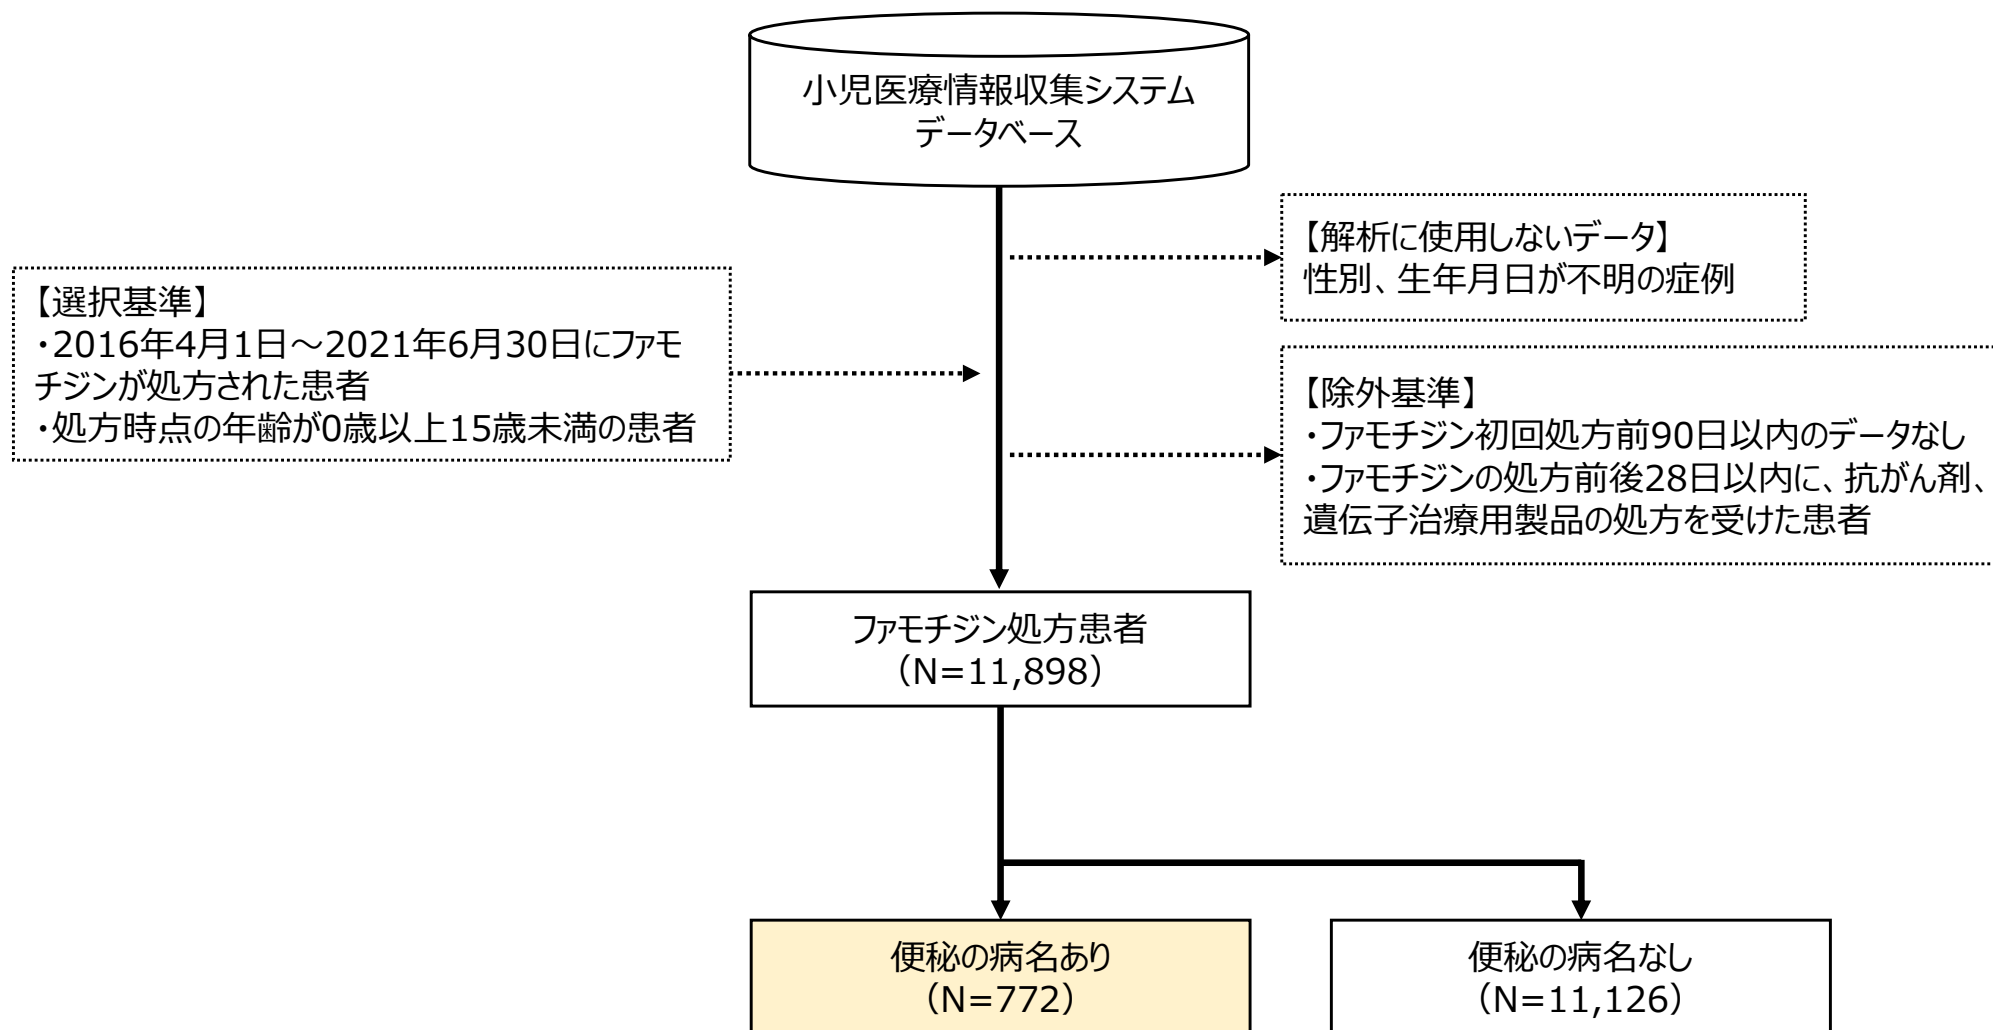 小児医療情報収集システム
データベース
【解析に使用しないデータ】
性別、生年月日が不明の症例
【選択基準】
・2016年4月1日～2021年6月30日にファモ
チジンが処方された患者
・処方時点の年齢が0歳以上15歳未満の患者
【除外基準】
・ファモチジン初回処方前90日以内のデータなし
・ファモチジンの処方前後28日以内に、抗がん剤、
遺伝子治療用製品の処方を受けた患者
ファモチジン処方患者
（N=11,898）
便秘の病名あり
（N=772）
便秘の病名なし
（N=11,126）